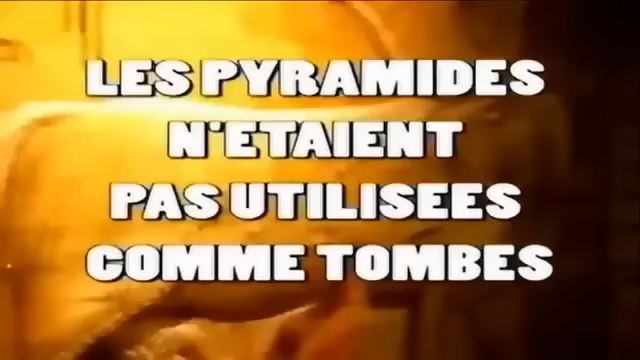 LES PYRAMIDES
N'ETAIENT
PAS UTILISEES
COMME TOMBES